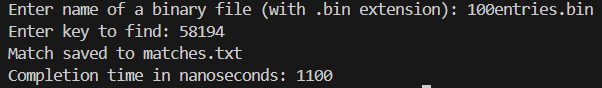 Enter name of a binary file (with .bin extension): 100entries.bin
Enter key to find: 58194
Match saved to matches.txt
Completion time in nanoseconds: 1100